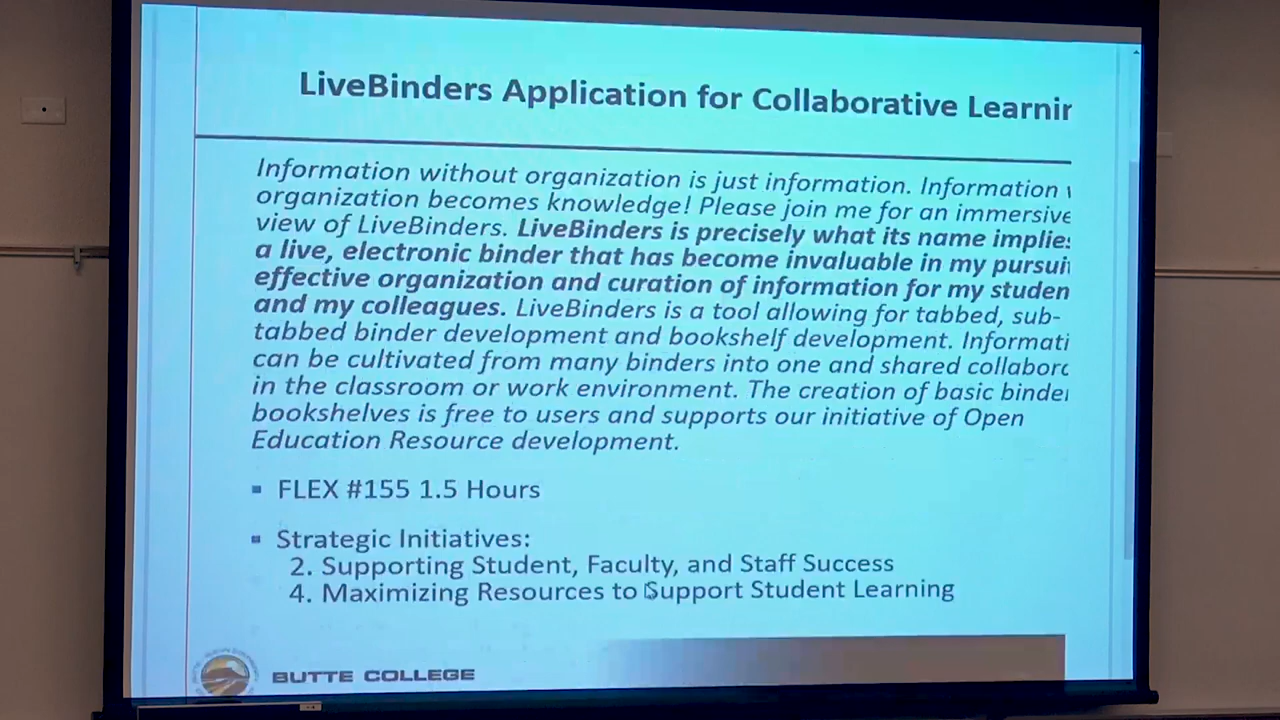 LiveBinders Application for Collaborative Learnin
Information without organization is just information. Information
organization becomes knowledge! Please join me for an immersive
view of LiveBinders. LiveBinders is precisely what its name implies
a live, electronic binder that has become invaluable in my pursuit
effective organization and curation of information for my studen
and my colleagues. LiveBinders is a tool allowing for tabbed, sub-
tabbed binder development and bookshelf development. Informati
can be cultivated from many binders into one and shared collabora
in the classroom or work environment. The creation of basic binder
bookshelves is free to users and supports our initiative of Open
Education Resource development.
FLEX #155 1.5 Hours
Strategic Initiatives:
2. Supporting Student, Faculty, and Staff Success
4. Maximizing Resources to Support Student Learning
BUTTE COLLEGE